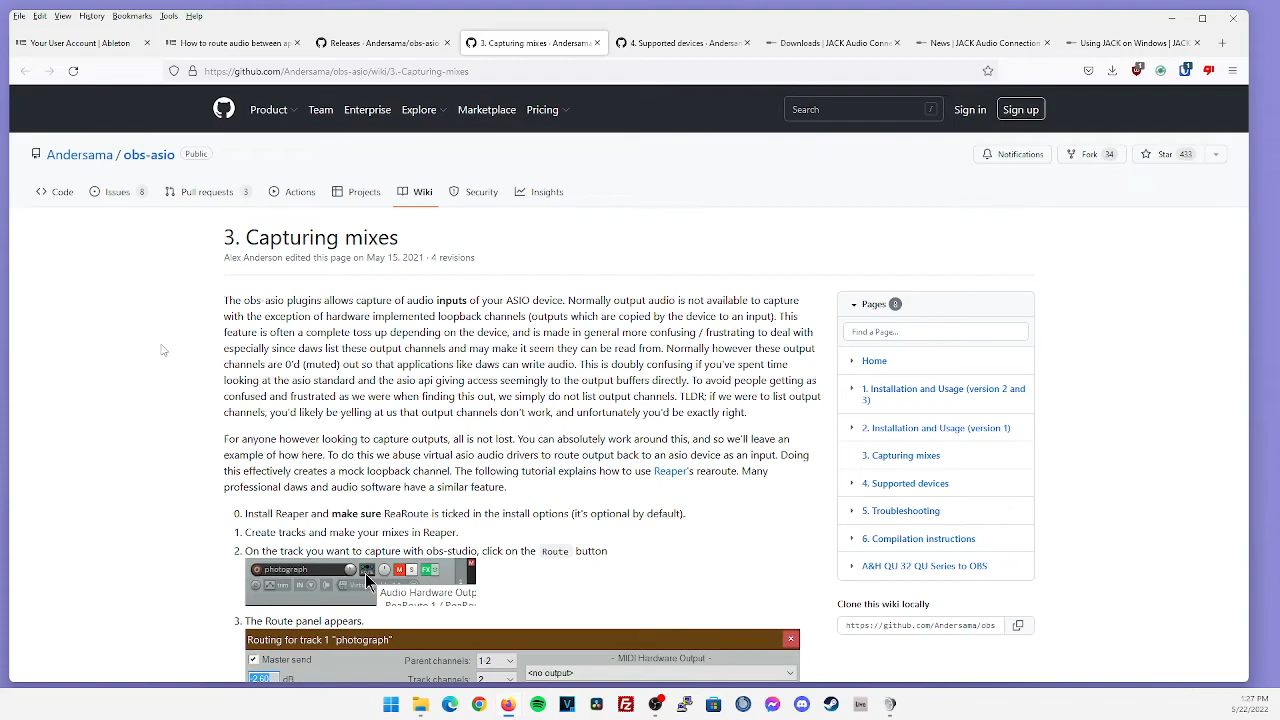 File Edit View History Bookmarks Tools Help
Your User Account | Ableton
How to route audio between ap
Releases · Andersama/obs-asio
3. Capturing mixes · Andersama
4. Supported devices · Andersam
Downloads | JACK Audio Conne
News | JACK Audio Connection
Using JACK on Windows | JACK
https://github.com/Andersama/obs-asio/wiki/3.-Capturing-mixes
Product Team Enterprise Explore Marketplace Pricing
Search /
Sign in Sign up
Andersama / obs-asio Public
Notifications Fork 34 Star 433
Code Issues 8 Pull requests 3 Actions Projects Wiki Security Insights
3. Capturing mixes
Alex Anderson edited this page on May 15, 2021 · 4 revisions
The obs-asio plugins allows capture of audio inputs of your ASIO device. Normally output audio is not available to capture
with the exception of hardware implemented loopback channels (outputs which are copied by the device to an input). This
feature is often a complete toss up depending on the device, and is made in general more confusing / frustrating to deal with
especially since daws list these output channels and may make it seem they can be read from. Normally however these output
channels are 0'd (muted) out so that applications like daws can write audio. This is doubly confusing if you've spent time
looking at the asio standard and the asio api giving access seemingly to the output buffers directly. To avoid people getting as
confused and frustrated as we were when finding this out, we simply do not list output channels. TLDR: if we were to list output
channels, you'd likely be yelling at us that output channels don't work, and unfortunately you'd be exactly right.
For anyone however looking to capture outputs, all is not lost. You can absolutely work around this, and so we'll leave an
example of how here. To do this we abuse virtual asio audio drivers to route output back to an asio device as an input. Doing
this effectively creates a mock loopback channel. The following tutorial explains how to use Reaper's rearoute. Many
professional daws and audio software have a similar feature.
0. Install Reaper and make sure ReaRoute is ticked in the install options (it's optional by default).
1. Create tracks and make your mixes in Reaper.
2. On the track you want to capture with obs-studio, click on the Route button
photograph M S FX
trim IN
Audio Hardware Outp
ReaRoute 1 / ReaRo
3. The Route panel appears.
Routing for track 1 "photograph"
Master send Parent channels: 1-2 - MIDI Hardware Output -
-2.60 dB Track channels: 2 <no output>
Pages 8
Find a Page...
Home
1. Installation and Usage (version 2 and
3)
2. Installation and Usage (version 1)
3. Capturing mixes
4. Supported devices
5. Troubleshooting
6. Compilation instructions
A&H QU 32 QU Series to OBS
Clone this wiki locally
https://github.com/Andersama/obs
Live
1:27 PM
5/22/2022